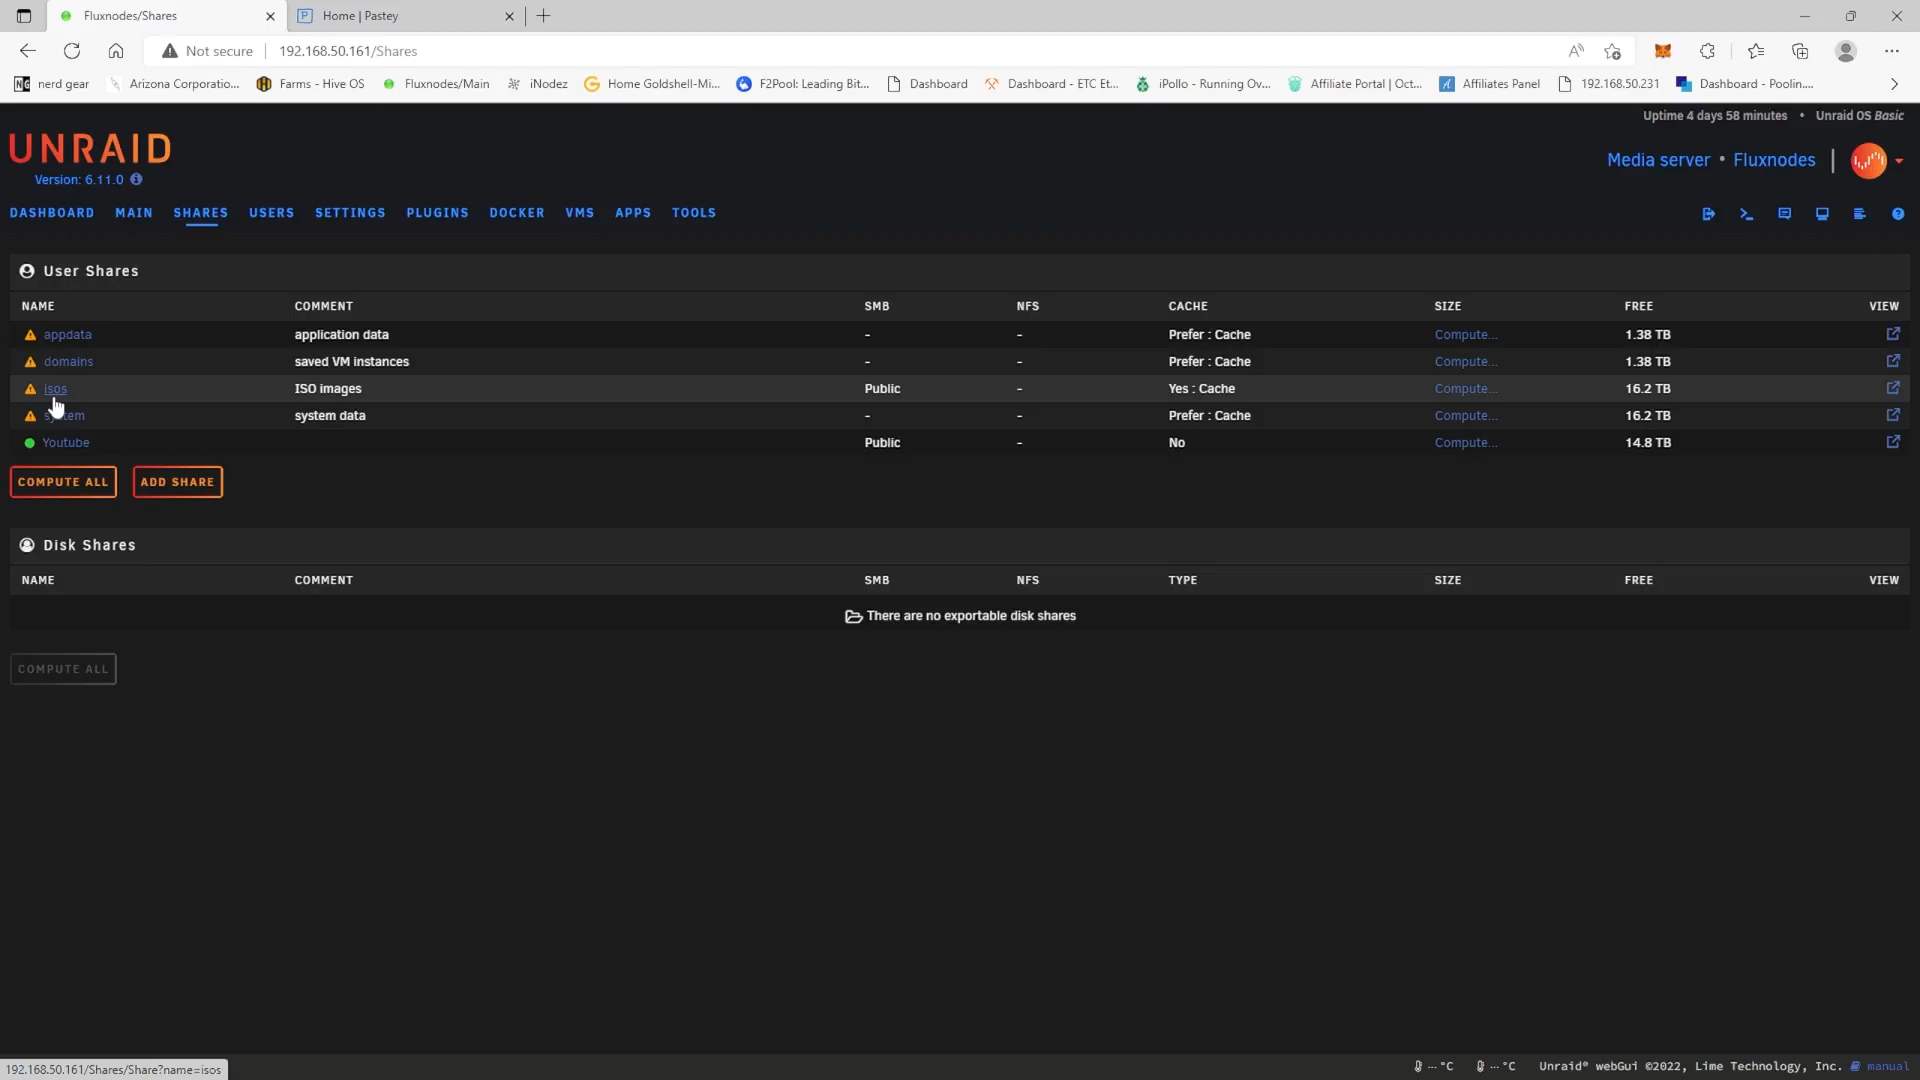 Fluxnodes/Shares
Home | Pastey
Not secure
192.168.50.161/Shares
nerd gear
Arizona Corporatio...
Farms - Hive OS
Fluxnodes/Main
iNodez
Home Goldshell-Mi...
F2Pool: Leading Bit...
Dashboard
Dashboard - ETC Et...
iPollo - Running Ov...
Affiliate Portal | Oct...
Affiliates Panel
192.168.50.231
Dashboard - Poolin....
Uptime 4 days 58 minutes • Unraid OS Basic
UNRAID
Version: 6.11.0
Media server • Fluxnodes
DASHBOARD MAIN SHARES USERS SETTINGS PLUGINS DOCKER VMS APPS TOOLS
User Shares
NAME COMMENT SMB NFS CACHE SIZE FREE VIEW
appdata application data - - Prefer : Cache Compute... 1.38 TB
domains saved VM instances - - Prefer : Cache Compute... 1.38 TB
isos ISO images Public - Yes : Cache Compute... 16.2 TB
system system data - - Prefer : Cache Compute... 16.2 TB
Youtube Public - No Compute... 14.8 TB
COMPUTE ALL ADD SHARE
Disk Shares
NAME COMMENT SMB NFS TYPE SIZE FREE VIEW
There are no exportable disk shares
COMPUTE ALL
192.168.50.161/Shares/Share?name=isos
--- °C --- °C Unraid® webGui ©2022, Lime Technology, Inc. manual